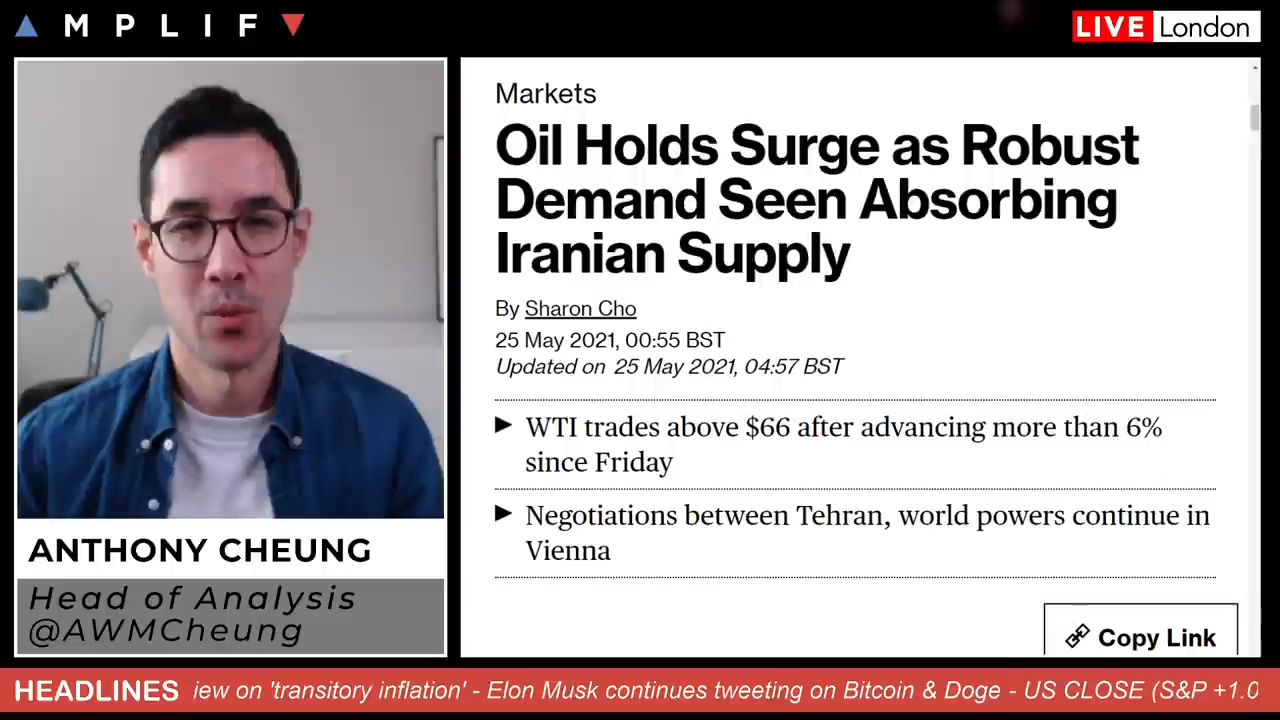 MPLIF
LIVE London
Markets
Oil Holds Surge as Robust
Demand Seen Absorbing
Iranian Supply
By Sharon Cho
25 May 2021, 00:55 BST
Updated on 25 May 2021, 04:57 BST
WTI trades above $66 after advancing more than 6%
since Friday
Negotiations between Tehran, world powers continue in
Vienna
Copy Link
ANTHONY CHEUNG
Head of Analysis
@AWMCheung
HEADLINES iew on 'transitory inflation' - Elon Musk continues tweeting on Bitcoin & Doge - US CLOSE (S&P +1.0